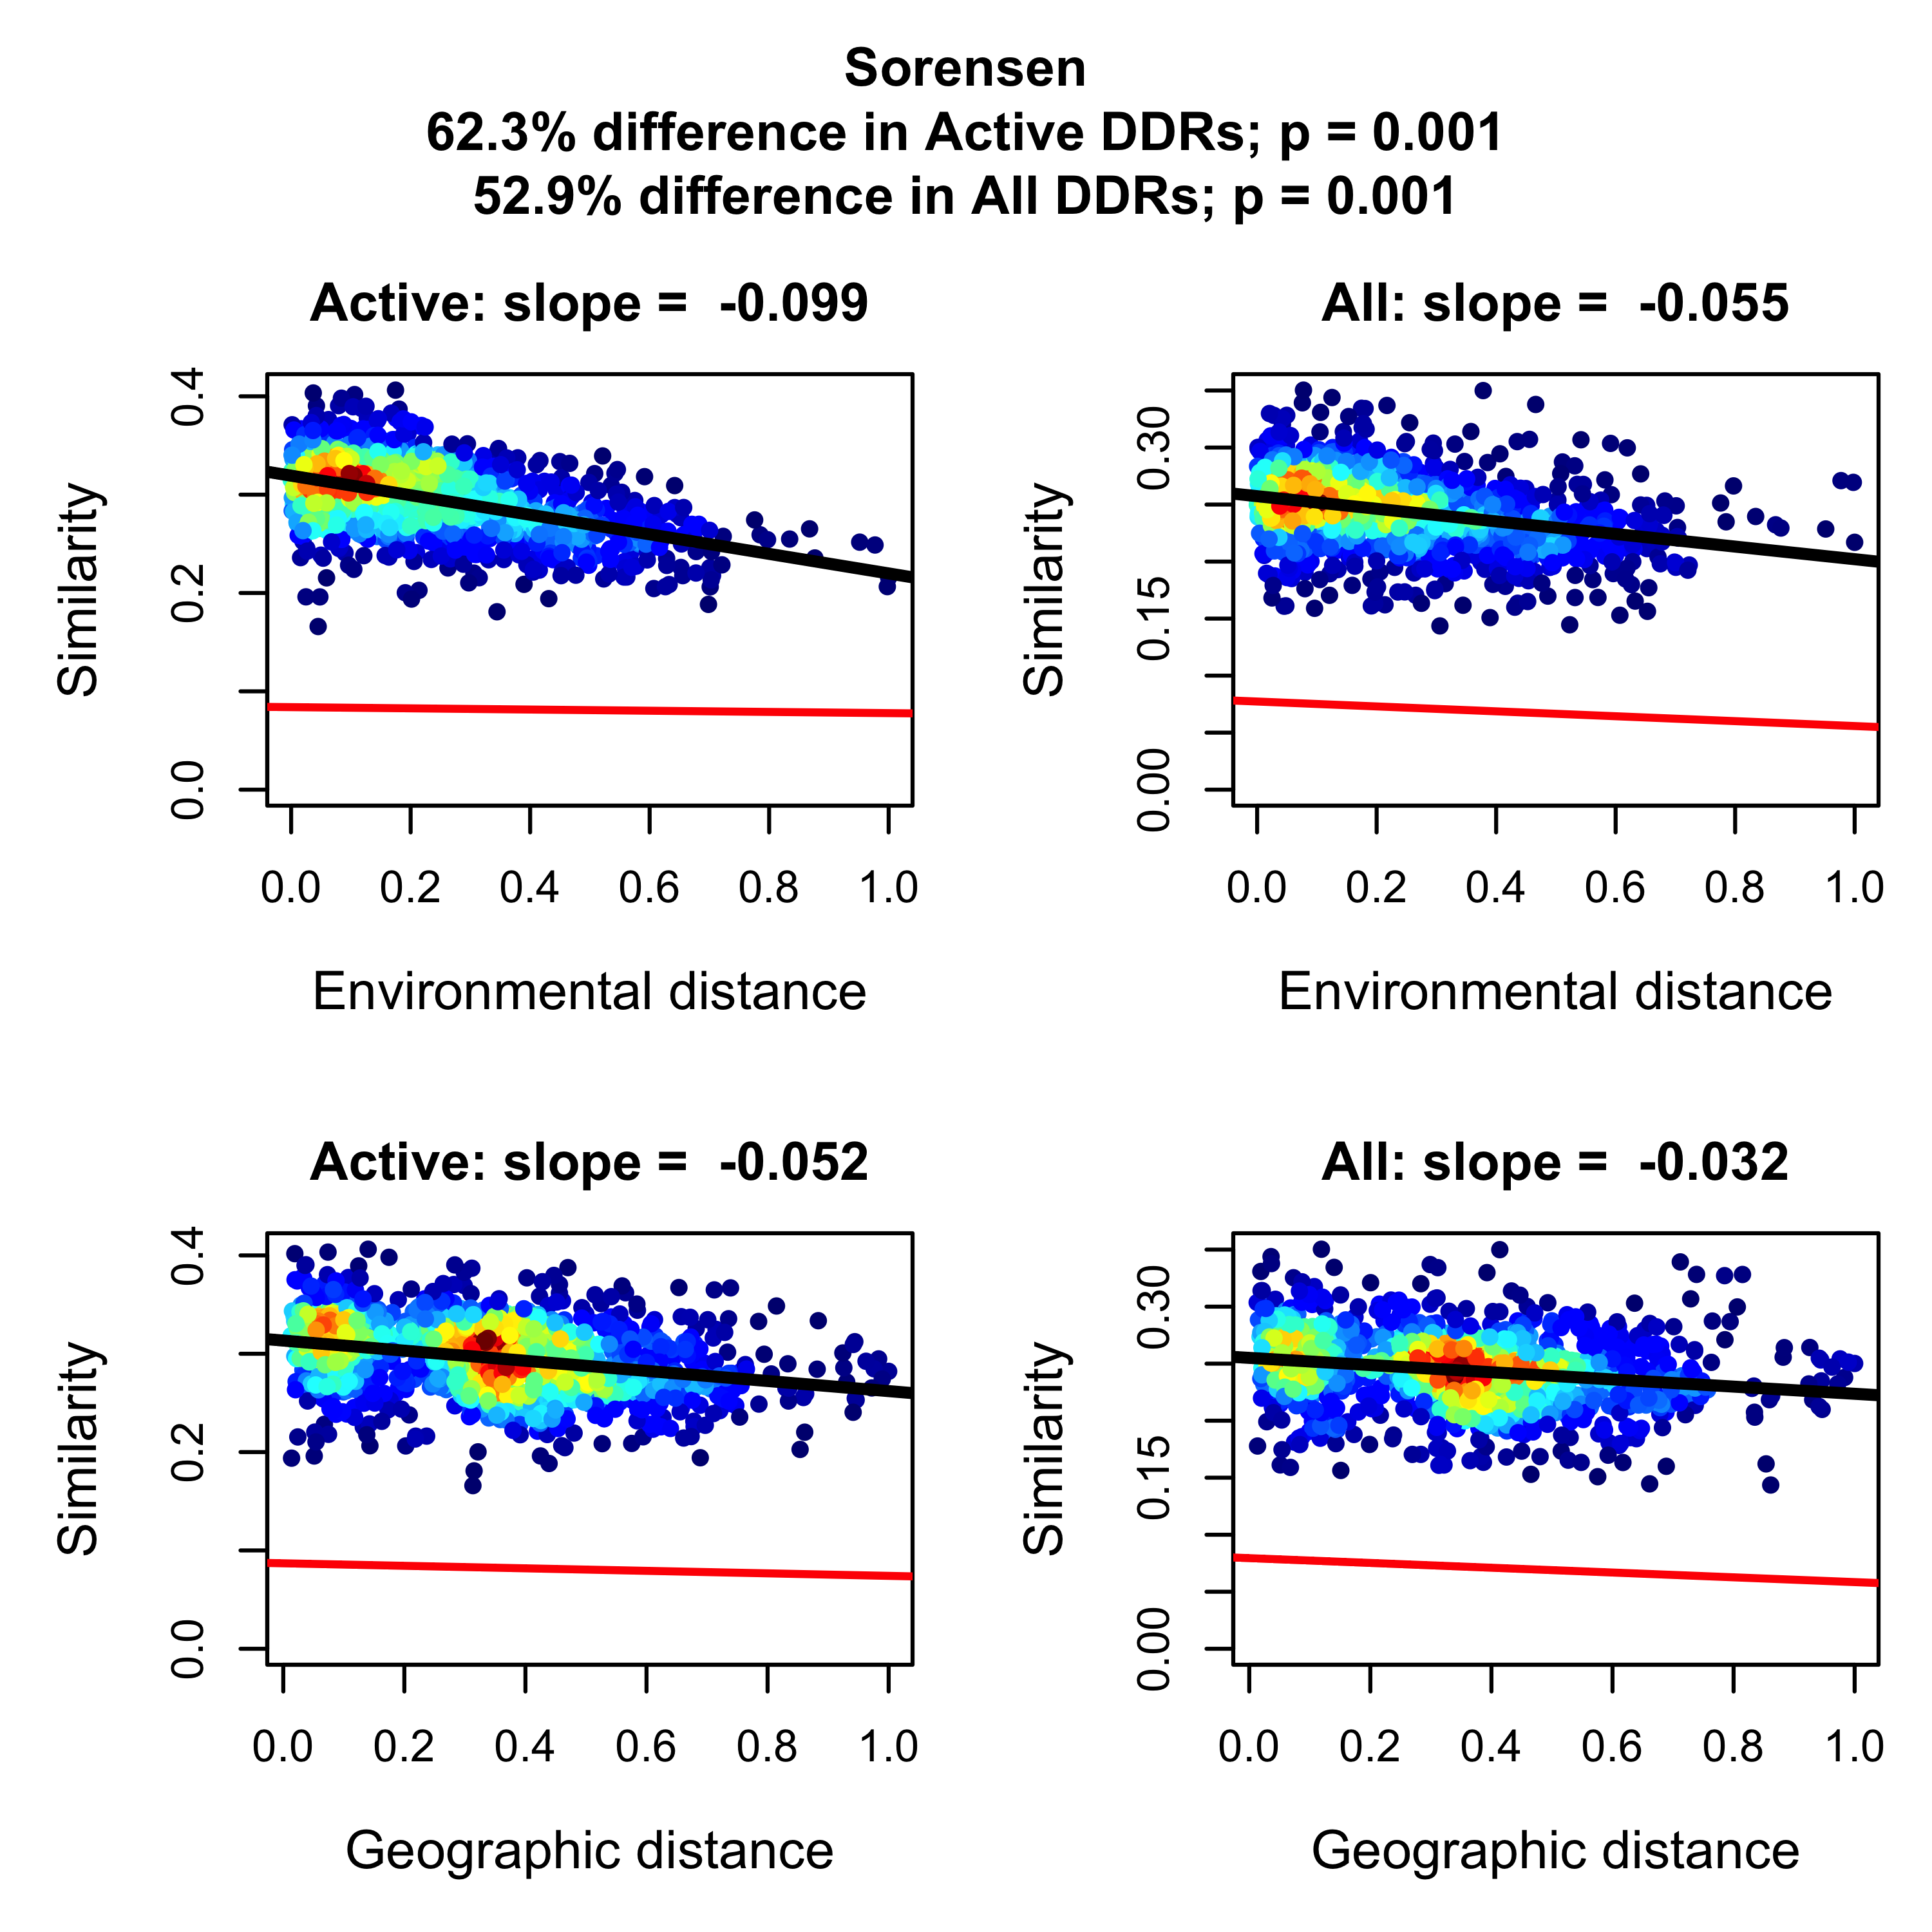 Sorensen
62.3% difference in Active DDRs; p = 0.001
52.9% difference in All DDRs; p = 0.001
Active: slope =  -0.099
Similarity
0.0 0.2 0.4
0.0 0.2 0.4 0.6 0.8 1.0
Environmental distance
All: slope =  -0.055
Similarity
0.00 0.15 0.30
0.0 0.2 0.4 0.6 0.8 1.0
Environmental distance
Active: slope =  -0.052
Similarity
0.0 0.2 0.4
0.0 0.2 0.4 0.6 0.8 1.0
Geographic distance
All: slope =  -0.032
Similarity
0.00 0.15 0.30
0.0 0.2 0.4 0.6 0.8 1.0
Geographic distance